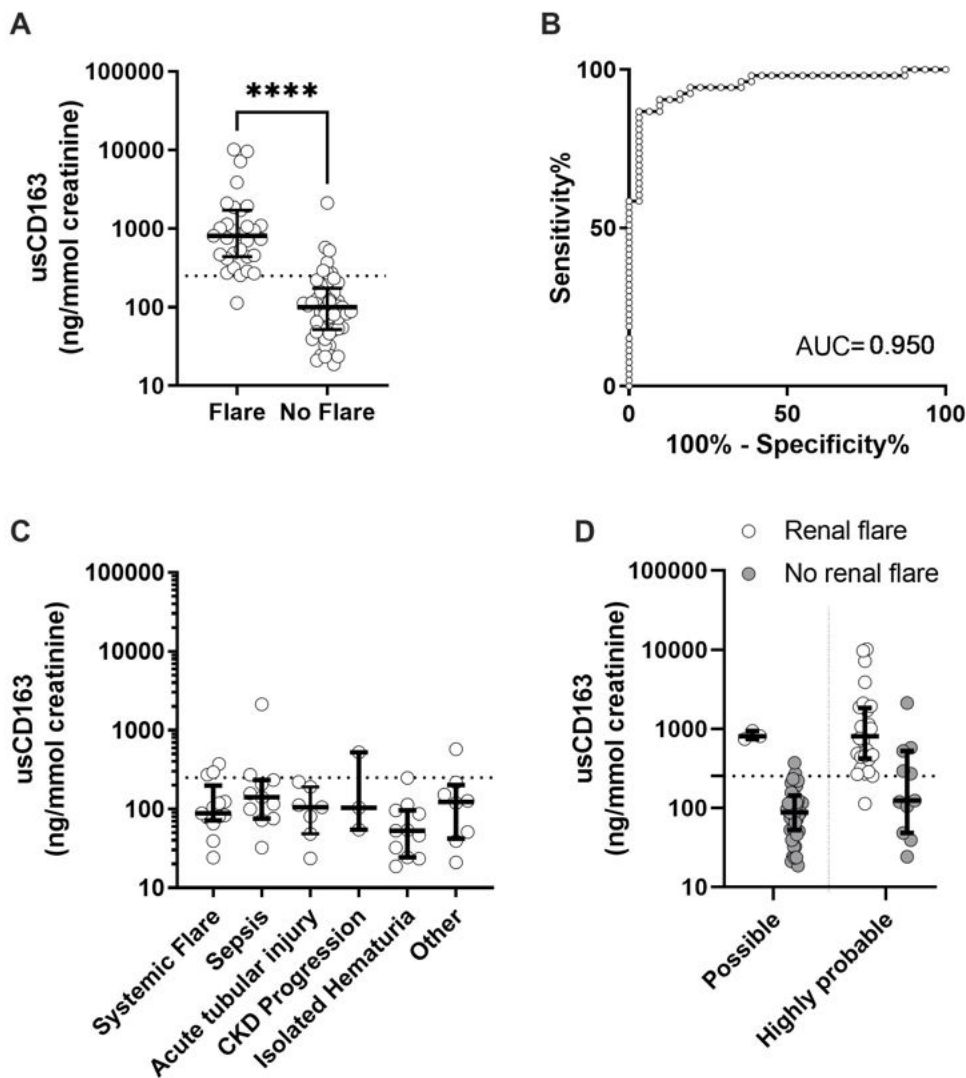 A
usCD163
(ng/mmol creatinine)
100000
10000
1000
100
10
****
Flare No Flare
B
Sensitivity%
100
50
0
AUC= 0.950
0 50 100
100% - Specificity%
C
usCD163
(ng/mmol creatinine)
100000
10000
1000
100
10
Systemic Flare
Sepsis
Acute tubular injury
CKD Progression
Isolated Hematuria
Other
D
Renal flare
No renal flare
usCD163
(ng/mmol creatinine)
100000
10000
1000
100
10
Possible
Highly probable